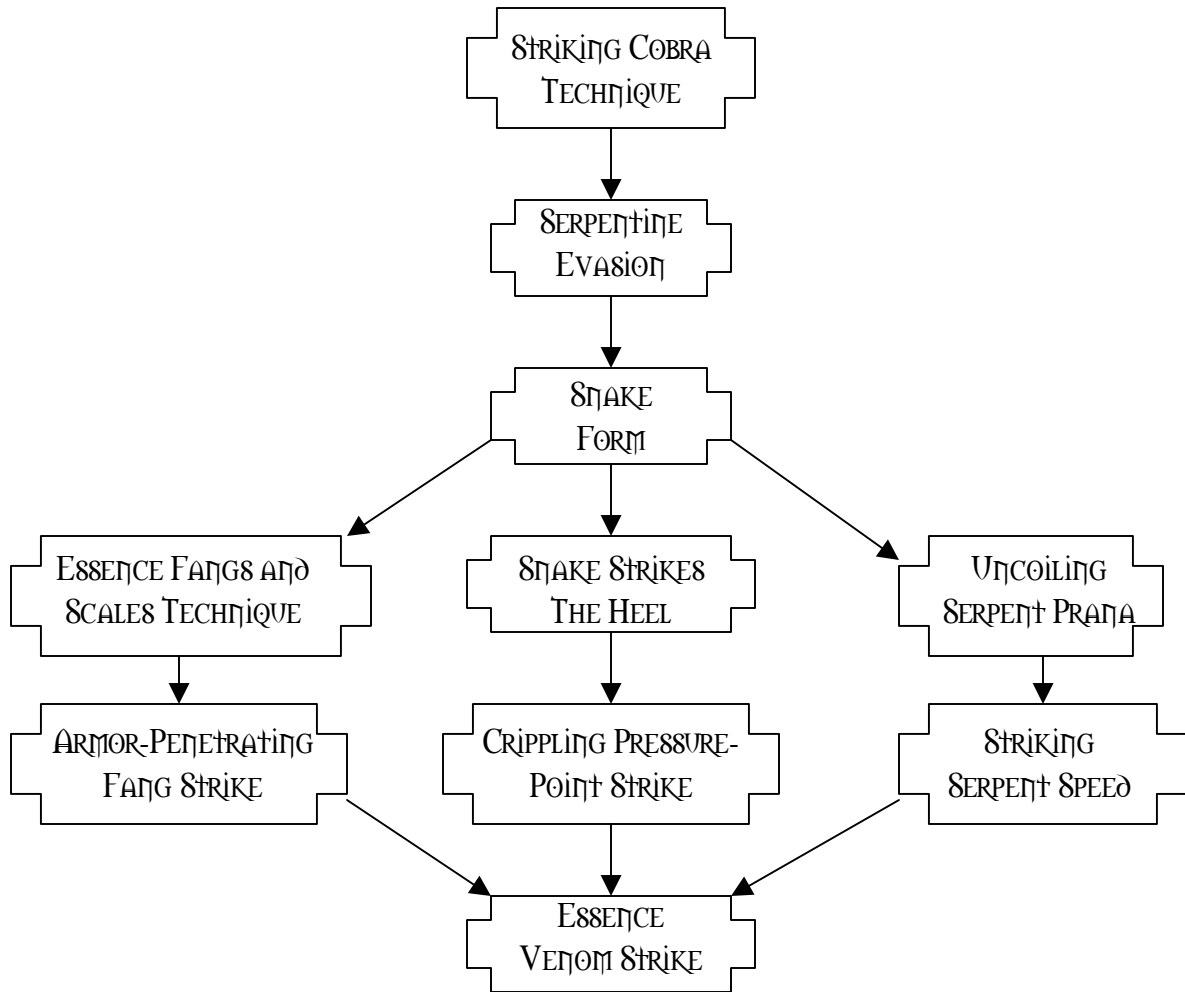 Striking Cobra
Technique
Serpentine
Evasion
Snake
Form
Essence Fangs and
Scales Technique
Snake Strikes
The Heel
Uncoiling
Serpent Prana
Armor-Penetrating
Fang Strike
Crippling Pressure-
Point Strike
Striking
Serpent Speed
Essence
Venom Strike